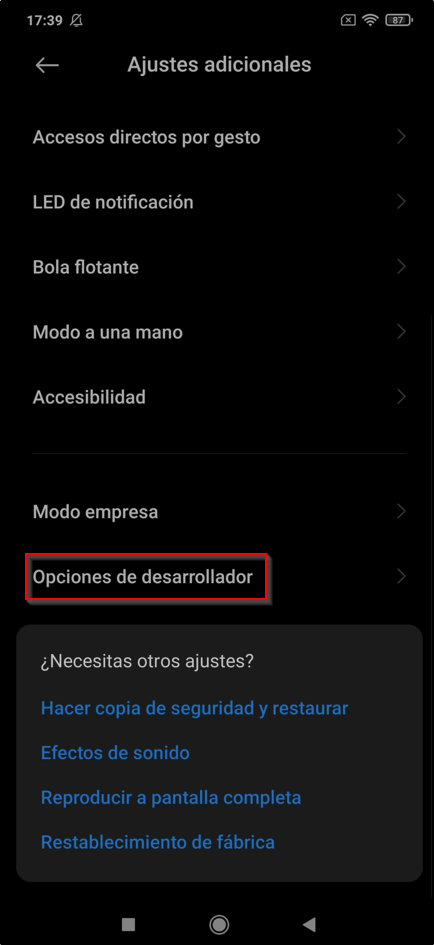 17:39
87
Ajustes adicionales
Accesos directos por gesto
LED de notificación
Bola flotante
Modo a una mano
Accesibilidad
Modo empresa
Opciones de desarrollador
¿Necesitas otros ajustes?
Hacer copia de seguridad y restaurar
Efectos de sonido
Reproducir a pantalla completa
Restablecimiento de fábrica